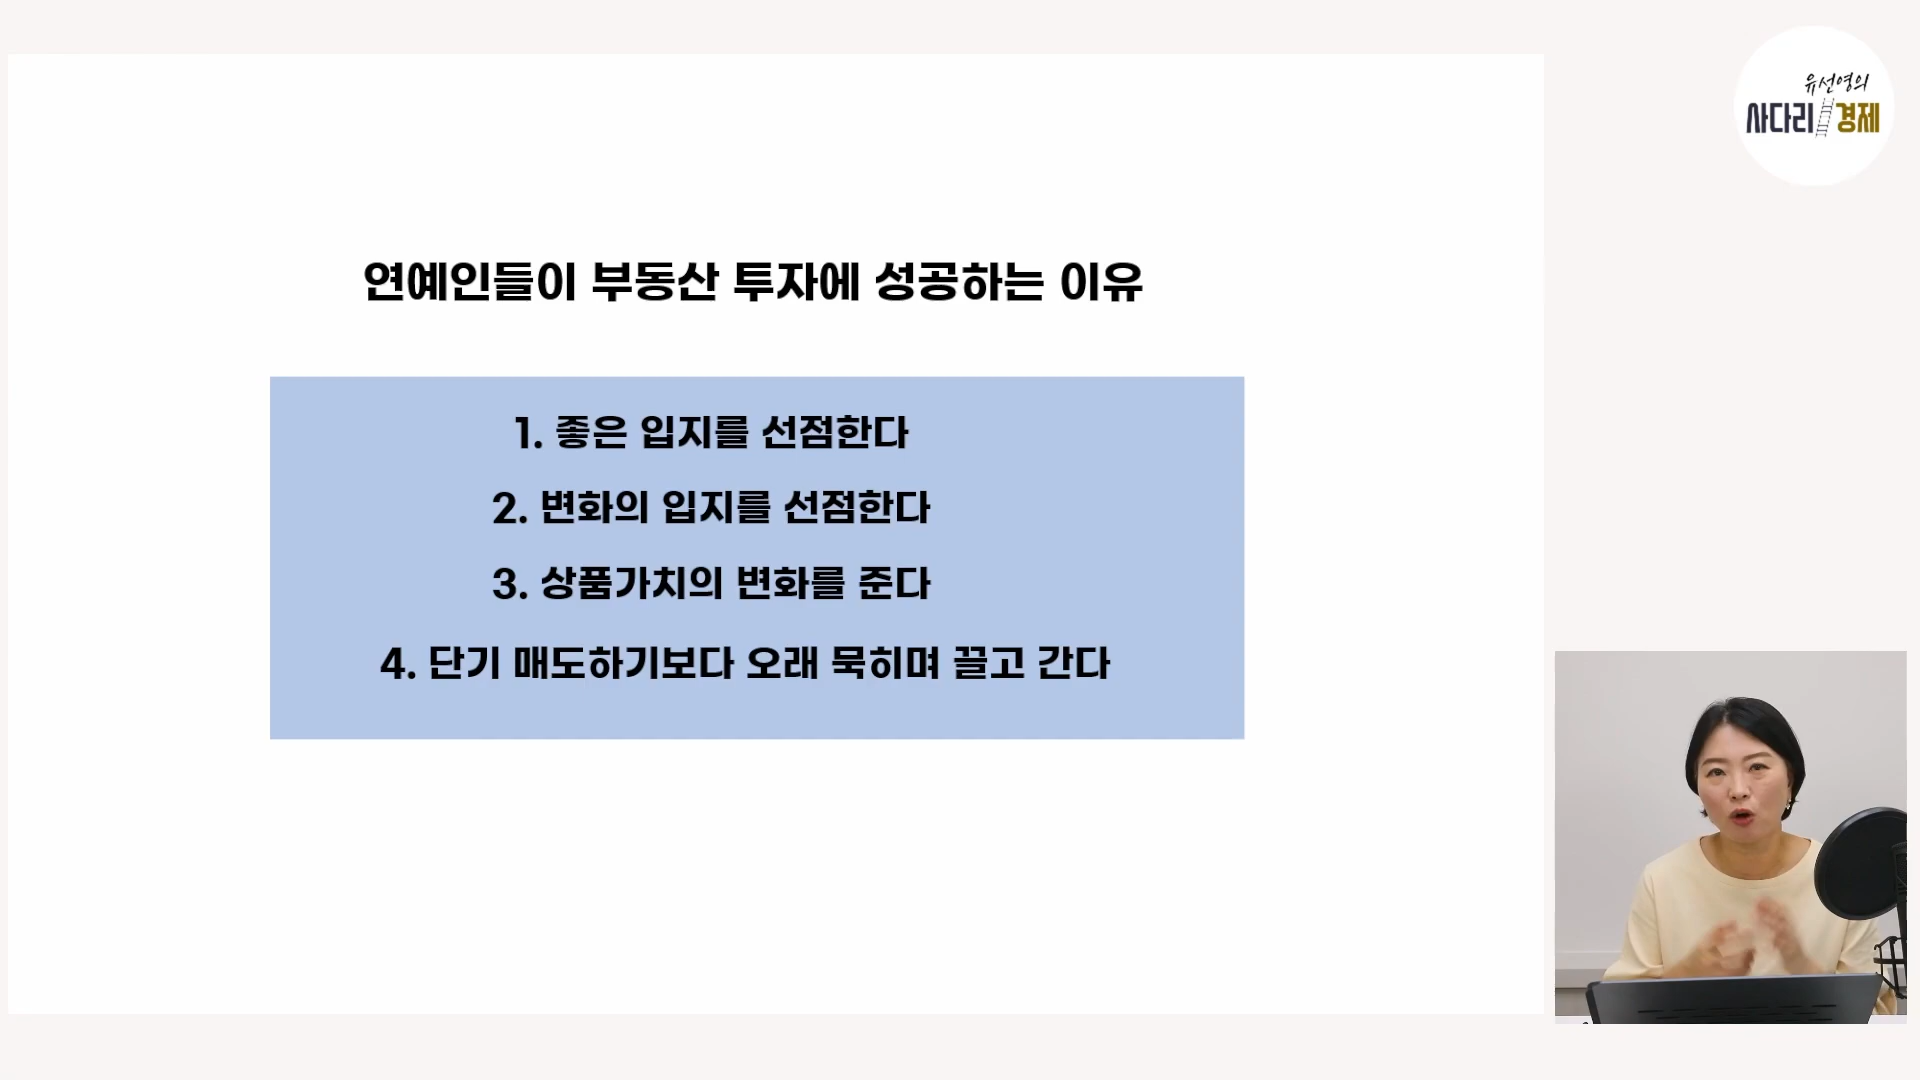 유선영의
사다리경제
연예인들이 부동산 투자에 성공하는 이유
1. 좋은 입지를 선점한다
2. 변화의 입지를 선점한다
3. 상품가치의 변화를 준다
4. 단기 매도하기보다 오래 묵히며 끌고 간다